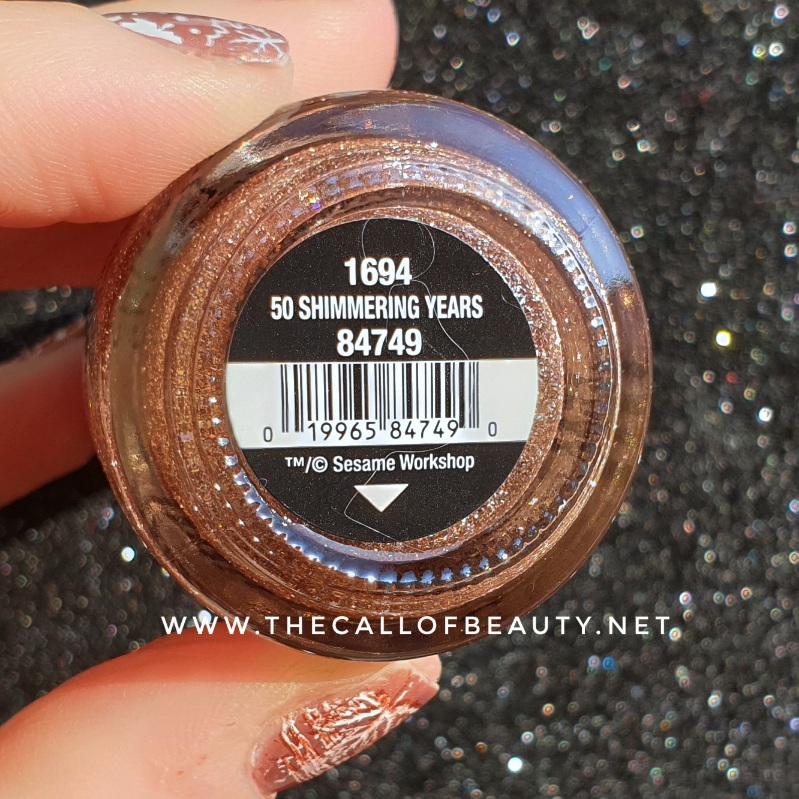 1694
50 SHIMMERING YEARS
84749
0 19965 84749 0
™/© Sesame Workshop
WWW.THECALLOFBEAUTY.NET